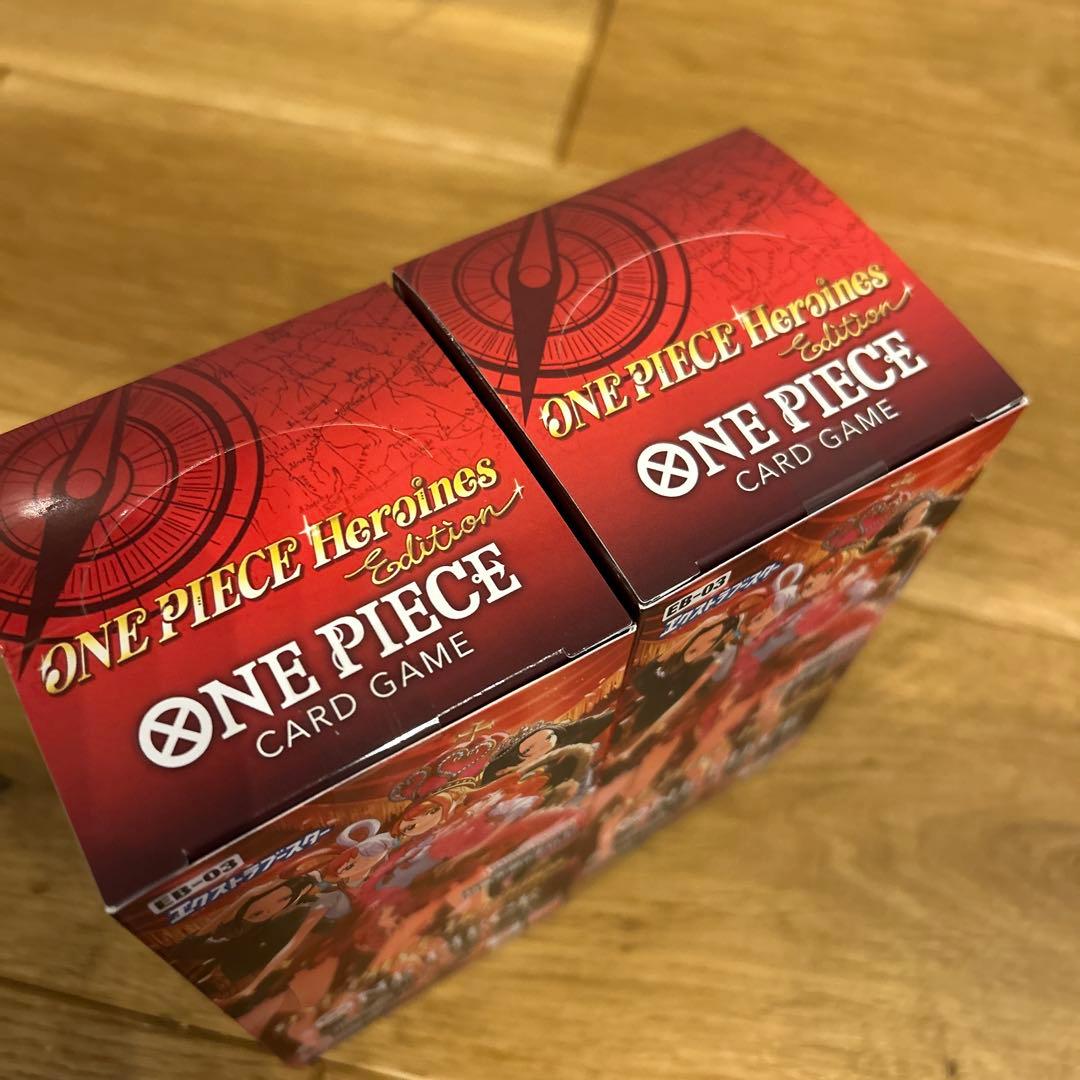 ONE PIECE Heroines
Edition
ONE PIECE
CARD GAME
EB-03
エクストラブースター
ONE PIECE Heroines
Edition
ONE PIECE
CARD GAME
EB-03
エクストラブースター